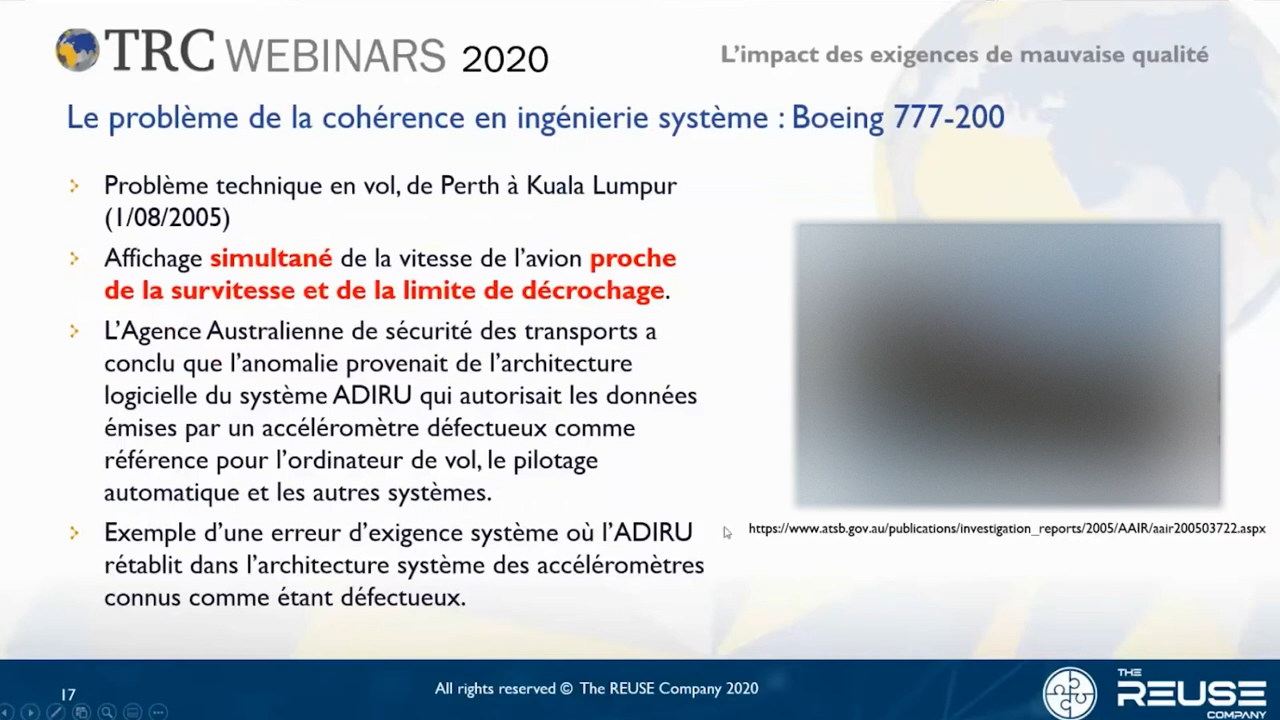 TRC WEBINARS 2020
L’impact des exigences de mauvaise qualité
Le problème de la cohérence en ingénierie système : Boeing 777-200
Problème technique en vol, de Perth à Kuala Lumpur
(1/08/2005)
Affichage simultané de la vitesse de l’avion proche
de la survitesse et de la limite de décrochage.
L’Agence Australienne de sécurité des transports a
conclu que l’anomalie provenait de l’architecture
logicielle du système ADIRU qui autorisait les données
émises par un accéléromètre défectueux comme
référence pour l’ordinateur de vol, le pilotage
automatique et les autres systèmes.
Exemple d’une erreur d’exigence système où l’ADIRU
rétablit dans l’architecture système des accéléromètres
connus comme étant défectueux.
https://www.atsb.gov.au/publications/investigation_reports/2005/AAIR/aair200503722.aspx
17
All rights reserved © The REUSE Company 2020
THE
REUSE
COMPANY